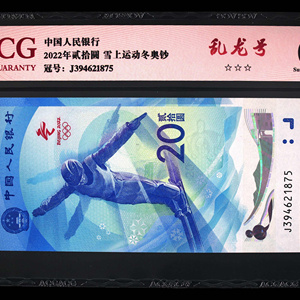 CG
GUARANTY
中国人民银行
2022年贰拾圆 雪上运动冬奥钞
冠号：J394621875
乱龙号
☆☆☆
中国人民银行
Beijing 2022
20
贰拾圆
J394621875